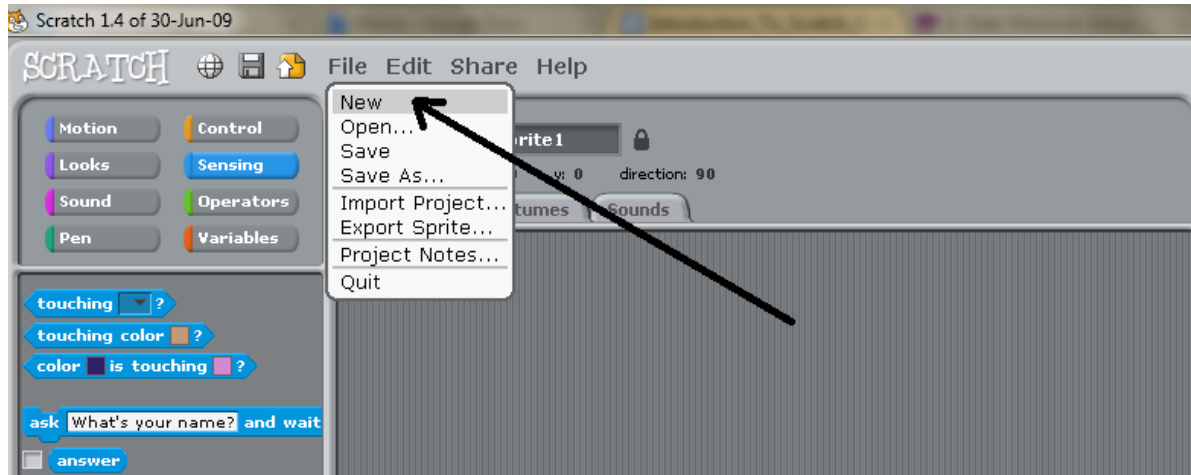 Scratch 1.4 of 30-Jun-09
SCRATCH File Edit Share Help
New
Open...
Save
Save As...
Import Project...
Export Sprite...
Project Notes...
Quit
Motion Control
Looks Sensing
Sound Operators
Pen Variables
rite1
y: 0 direction: 90
tumes Sounds
touching ?
touching color ?
color is touching ?
ask What's your name? and wait
answer